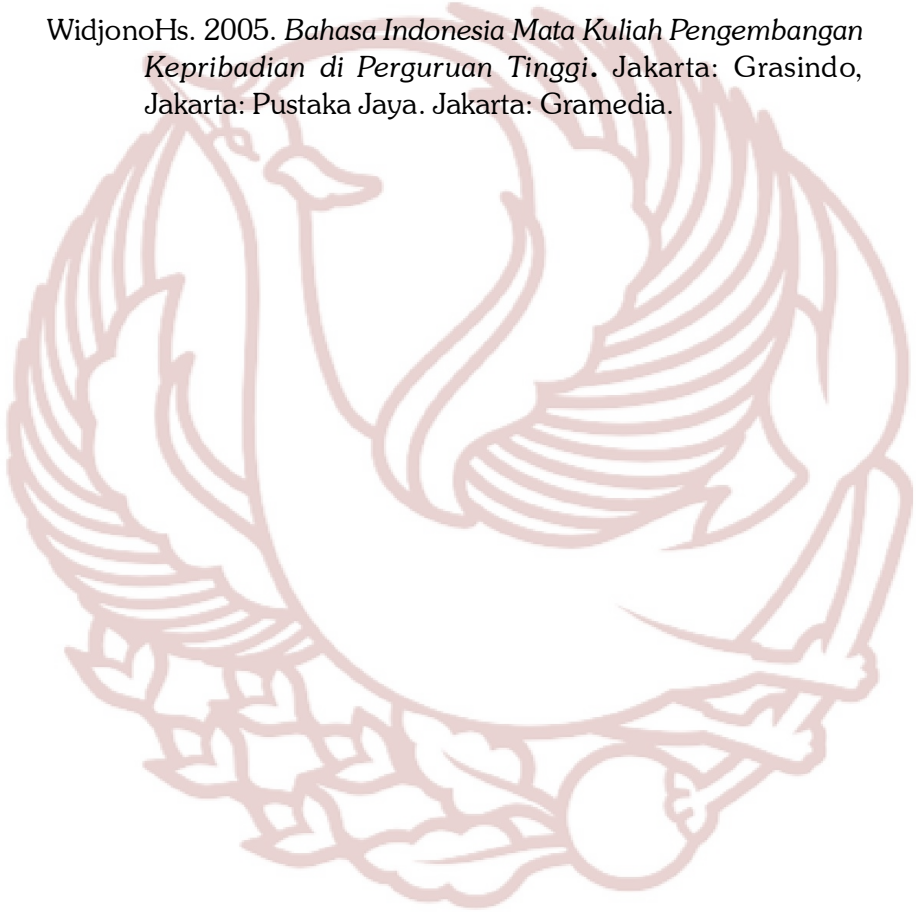 WidjonoHs. 2005. Bahasa Indonesia Mata Kuliah Pengembangan
Kepribadian di Perguruan Tinggi. Jakarta: Grasindo,
Jakarta: Pustaka Jaya. Jakarta: Gramedia.